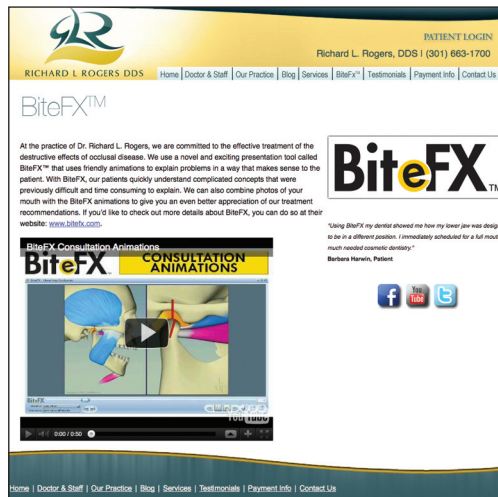 PATIENT LOGIN
Richard L. Rogers, DDS | (301) 663-1700
RICHARD L ROGERS DDS
Home | Doctor & Staff | Our Practice | Blog | Services | BiteFX™ | Testimonials | Payment Info | Contact Us
BiteFX™
At the practice of Dr. Richard L. Rogers, we are committed to the effective treatment of the
destructive effects of occlusal disease. We use a novel and exciting presentation tool called
BiteFX™ that uses friendly animations to explain problems in a way that makes sense to the
patient. With BiteFX, our patients quickly understand complicated concepts that were
previously difficult and time consuming to explain. We can also combine photos of your
mouth with the BiteFX animations to give you an even better appreciation of our treatment
recommendations. If you'd like to check out more details about BiteFX, you can do so at their
website: www.bitefx.com.
BiteFX TM
"Using BiteFX my dentist showed me how my lower jaw was desig
to be in a different position. I immediately scheduled for a full mout
much needed cosmetic dentistry."
Barbara Harwin, Patient
You
Tube
BiteFX Consultation Animations
BiteFX
CONSULTATION
ANIMATIONS
BiteFX
YouTube
0:00 / 0:50
Home | Doctor & Staff | Our Practice | Blog | Services | Testimonials | Payment Info | Contact Us